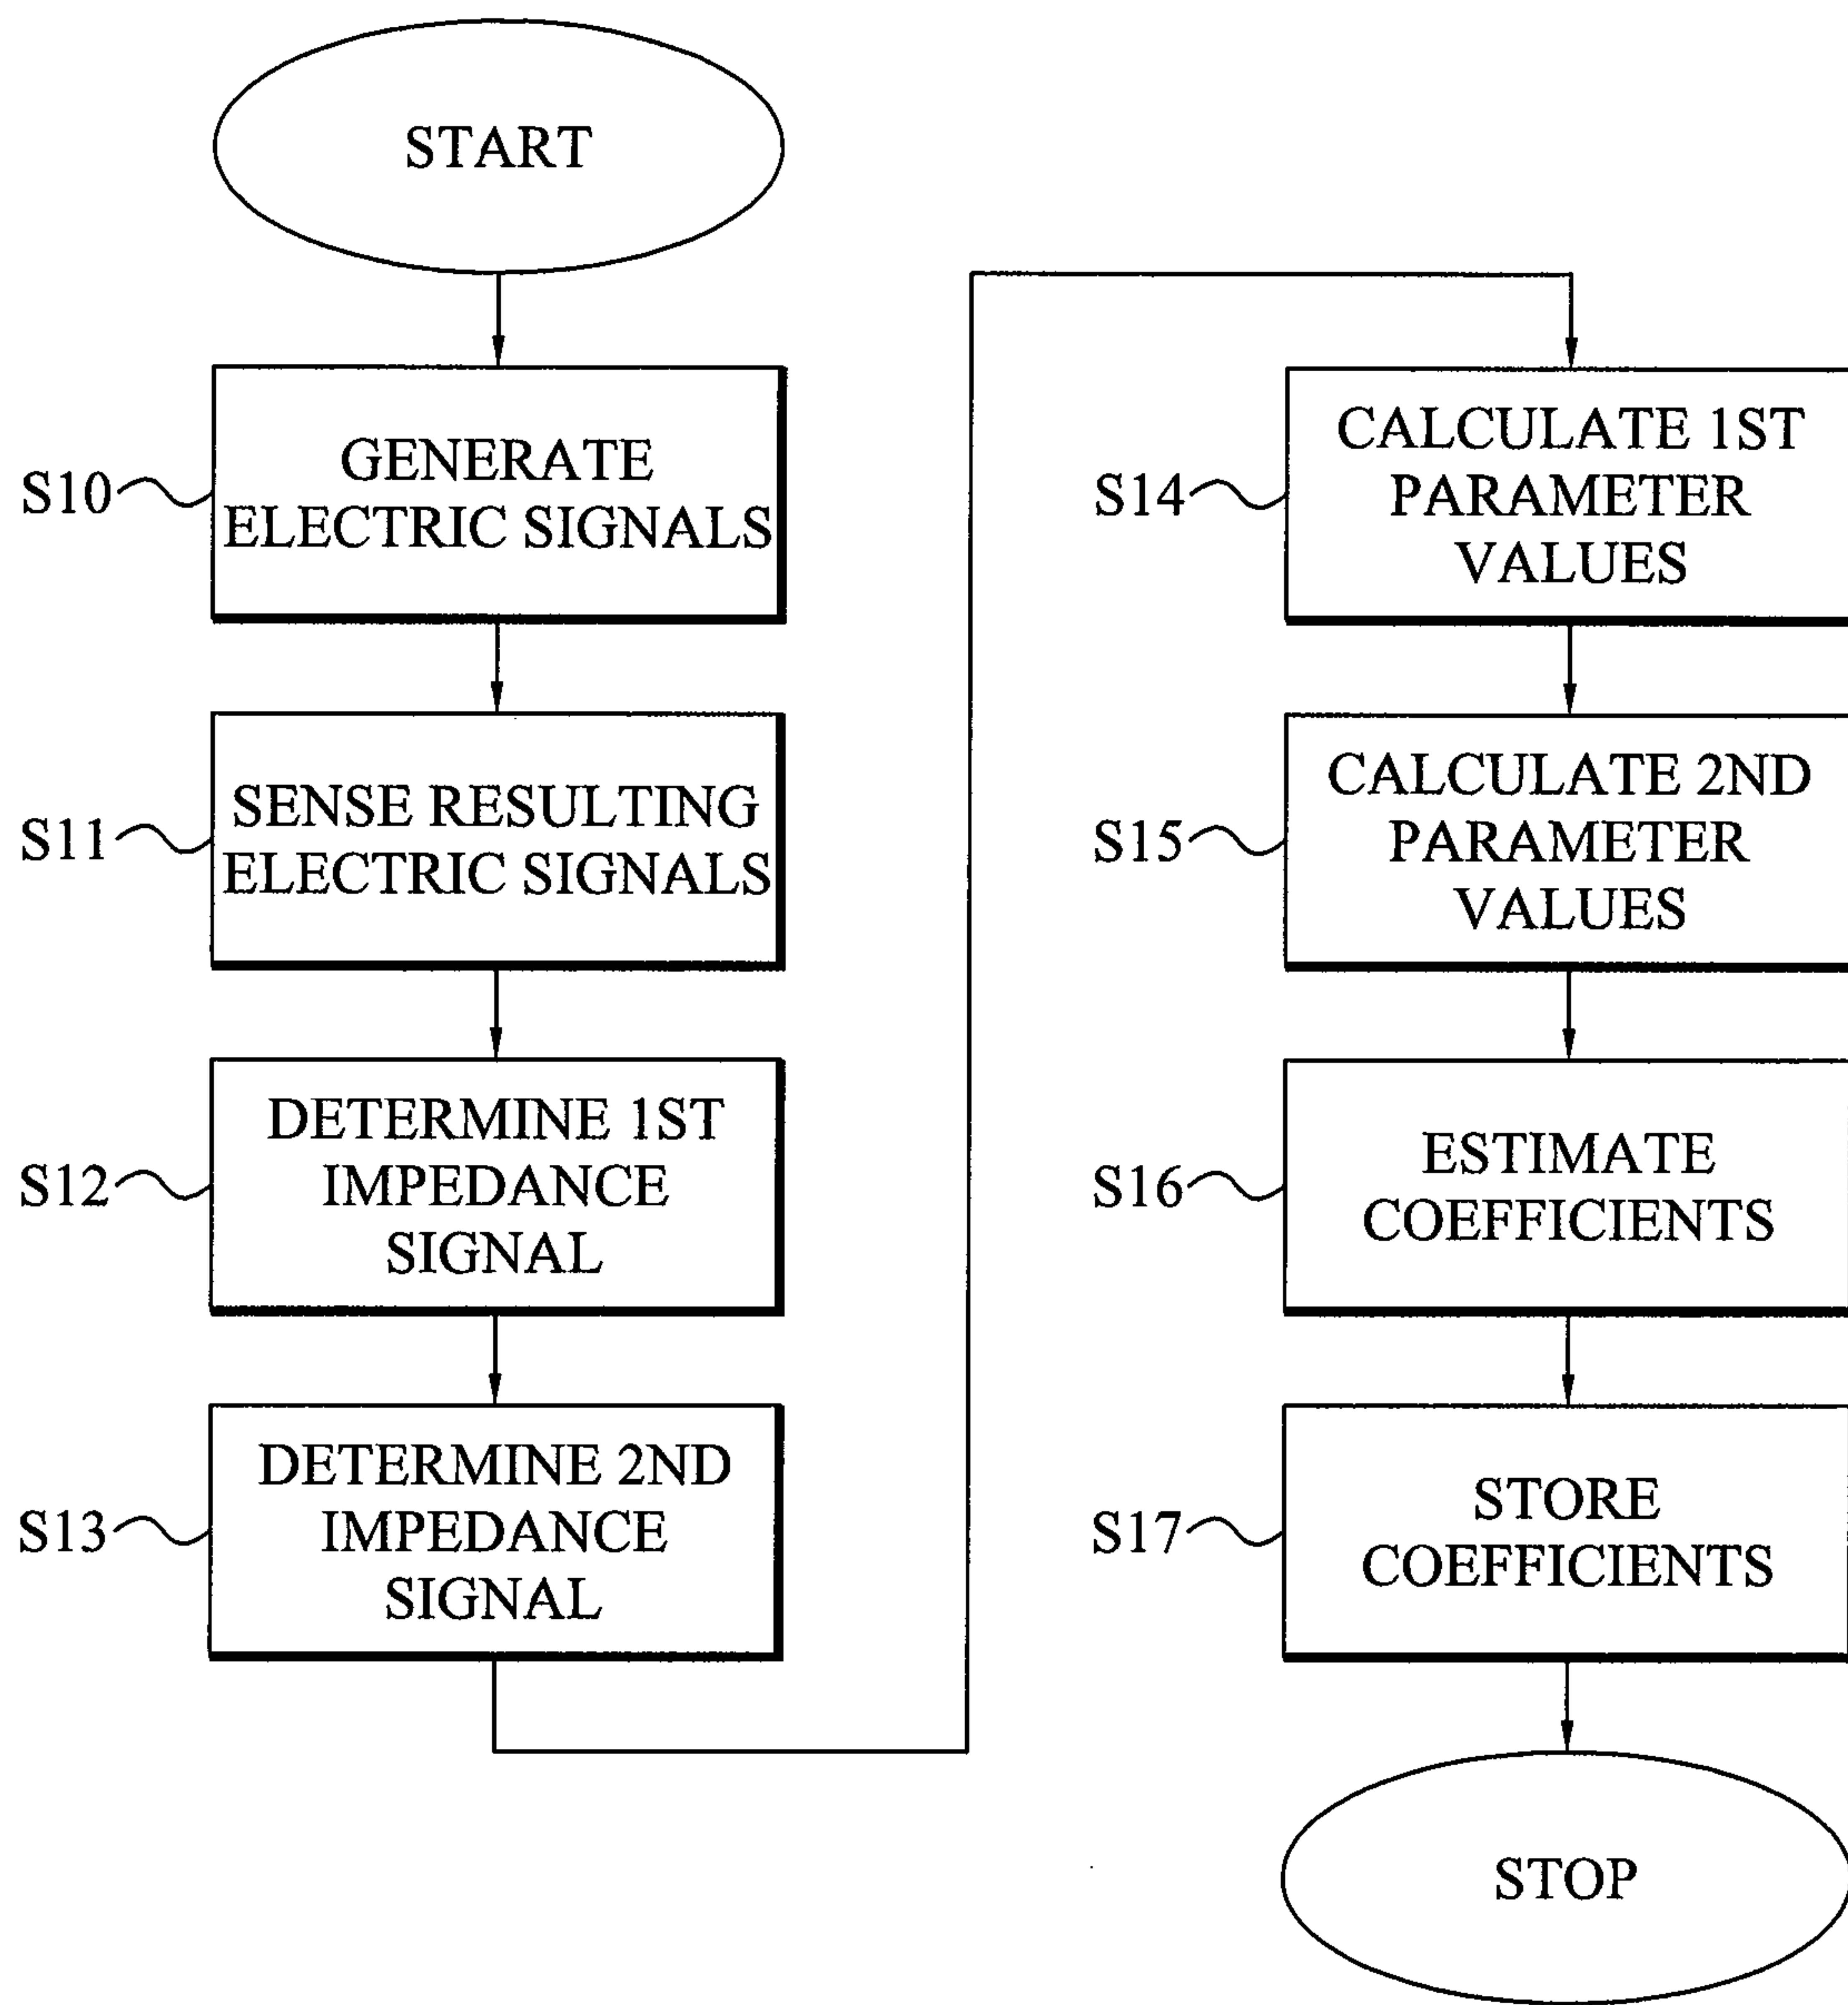 START
S10
GENERATE
ELECTRIC SIGNALS
S11
SENSE RESULTING
ELECTRIC SIGNALS
S12
DETERMINE 1ST
IMPEDANCE
SIGNAL
S13
DETERMINE 2ND
IMPEDANCE
SIGNAL
S14
CALCULATE 1ST
PARAMETER
VALUES
S15
CALCULATE 2ND
PARAMETER
VALUES
S16
ESTIMATE
COEFFICIENTS
S17
STORE
COEFFICIENTS
STOP